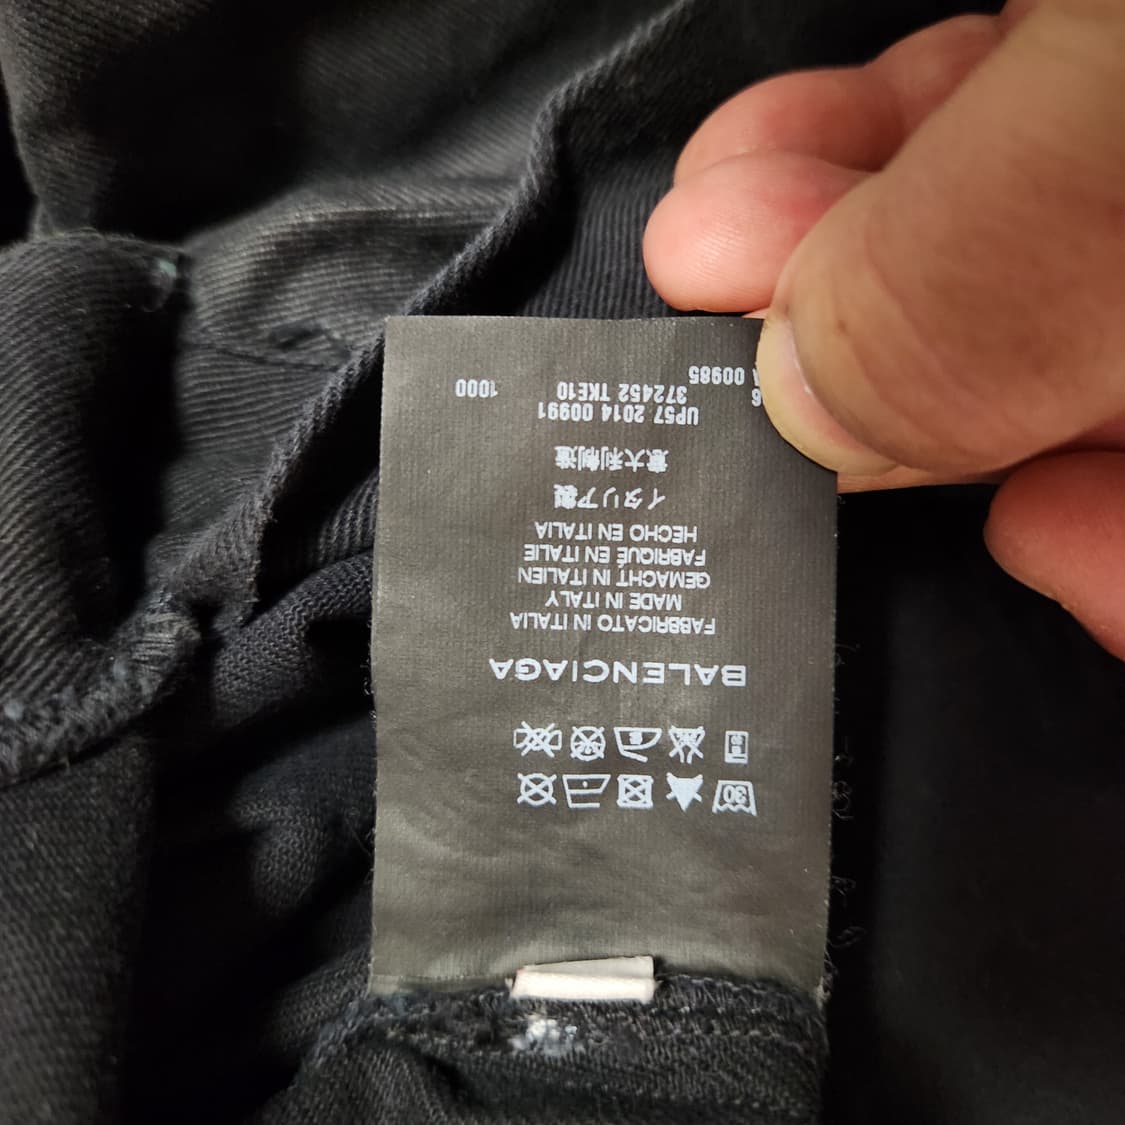 30
BALENCIAGA
FABBRICATO IN ITALIA
MADE IN ITALY
GEMACHT IN ITALIEN
FABRIQUÉ EN ITALIE
HECHO EN ITALIA
イタリア製
意大利制造
UP57 2014 00991
372452 TKE10 1000
00985